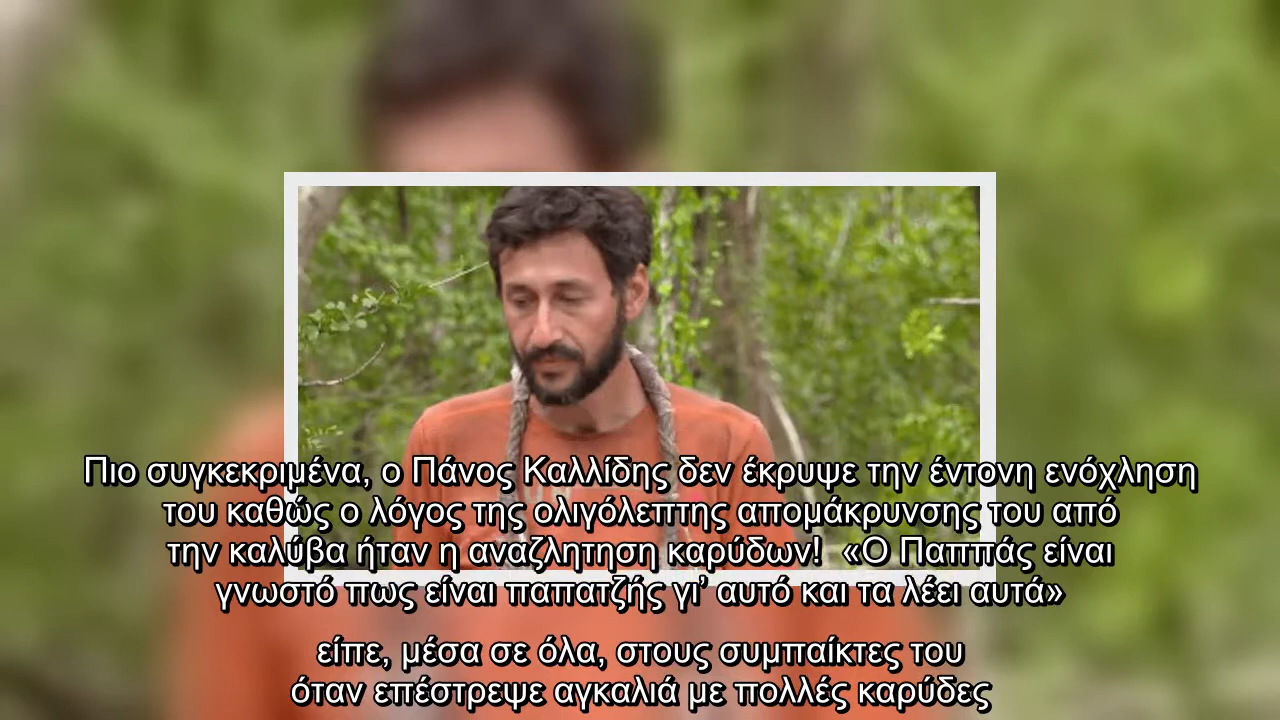 Πιο συγκεκριμένα, ο Πάνος Καλλίδης δεν έκρυψε την έντονη ενόχληση
του καθώς ο λόγος της ολιγόλεπτης απομάκρυνσης του από
την καλύβα ήταν η αναζλητηση καρύδων! «Ο Παππάς είναι
γνωστό πως είναι παπατζής γι’ αυτό και τα λέει αυτά»
είπε, μέσα σε όλα, στους συμπαίκτες του
όταν επέστρεψε αγκαλιά με πολλές καρύδες